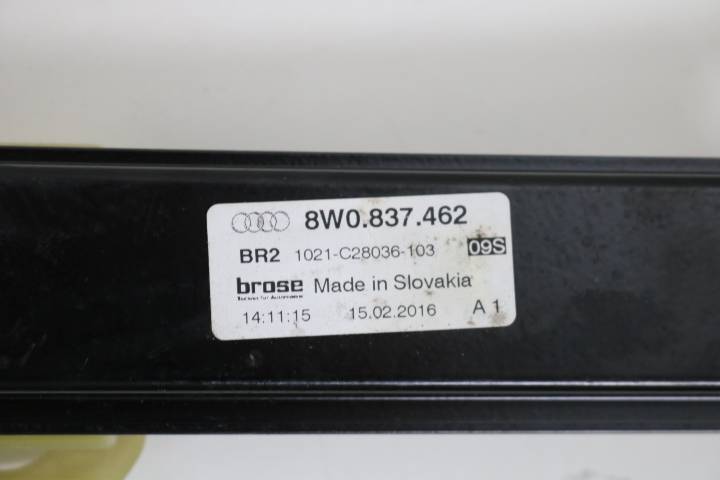 8W0.837.462
BR2 1021-C28036-103 09S
brose Made in Slovakia
14:11:15 15.02.2016 A 1